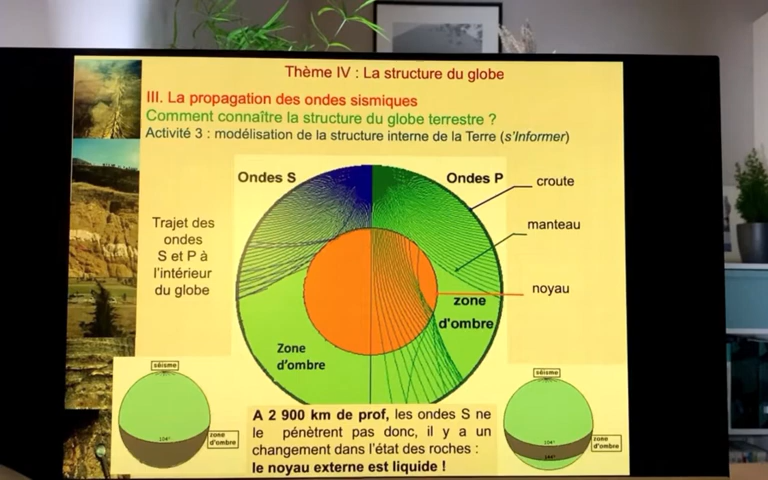 Thème IV : La structure du globe
III. La propagation des ondes sismiques
Comment connaître la structure du globe terrestre ?
Activité 3 : modélisation de la structure interne de la Terre (s'Informer)
Ondes S
Ondes P
croute
manteau
noyau
Trajet des
ondes
S et P à
l'intérieur
du globe
zone
d'ombre
Zone
d'ombre
séisme
104°
zone
d'ombre
A 2 900 km de prof, les ondes S ne
le pénètrent pas donc, il y a un
changement dans l'état des roches :
le noyau externe est liquide !
séisme
104°
144°
zone
d'ombre